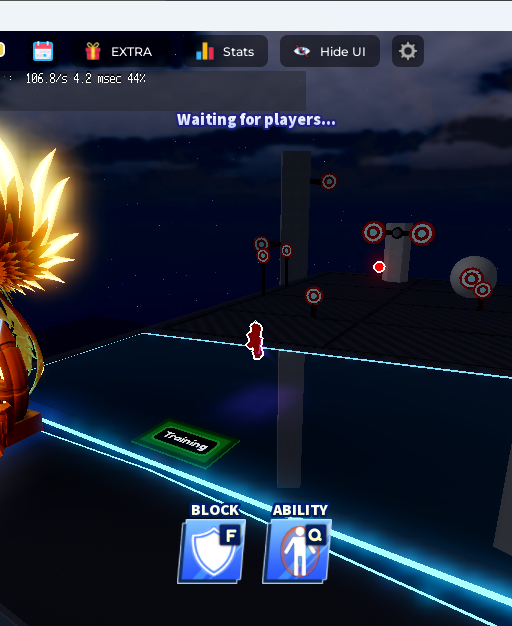 EXTRA
Stats
Hide UI
: 106.8/s 4.2 msec 44%
Waiting for players...
Training
BLOCK
ABILITY
F
Q